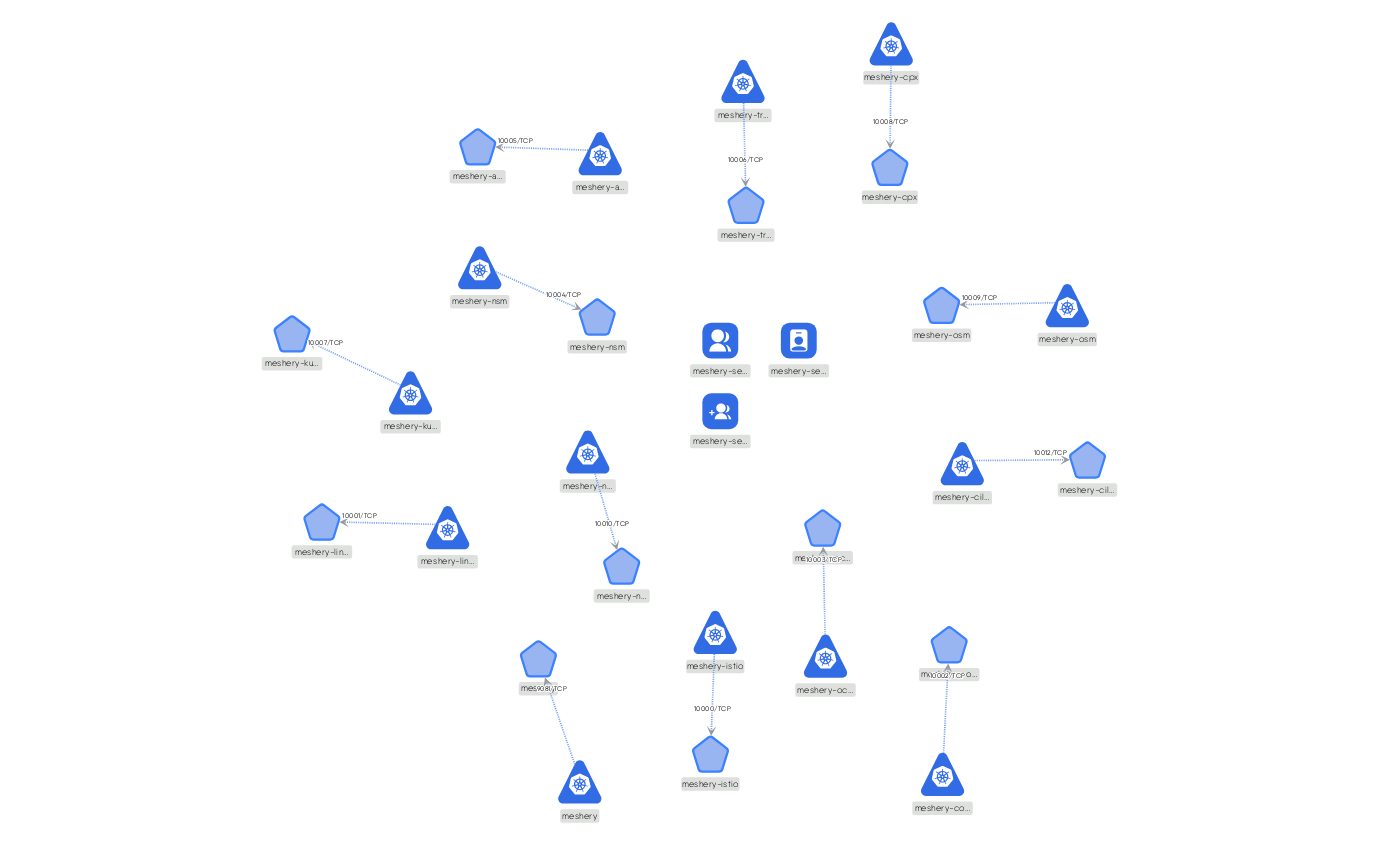 meshery-cpx
meshery-tr...
10008/TCP
10005/TCP
10006/TCP
meshery-a...
meshery-a...
meshery-cpx
meshery-tr...
meshery-nsm
10004/TCP
10009/TCP
meshery-osm
meshery-osm
10007/TCP
meshery-nsm
meshery-ku...
meshery-se...
meshery-se...
meshery-ku...
meshery-se...
10012/TCP
meshery-n...
meshery-cil...
meshery-cil...
10001/TCP
10010/TCP
meshery-lin...
meshery-lin...
10003/TCP
meshery-n...
meshery-istio
10002/TCP
9081/TCP
meshery-oc...
10000/TCP
meshery-istio
meshery-co...
meshery